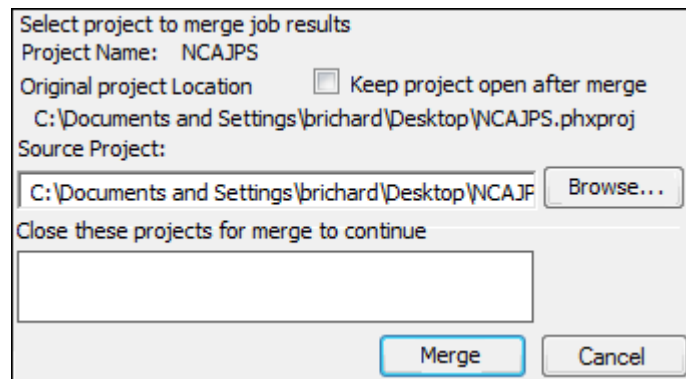 Select project to merge job results
Project Name: NCAJPS
Original project Location Keep project open after merge
C:\Documents and Settings\brichard\Desktop\NCAJPS.phxproj
Source Project:
C:\Documents and Settings\brichard\Desktop\NCAJP Browse...
Close these projects for merge to continue
Merge Cancel